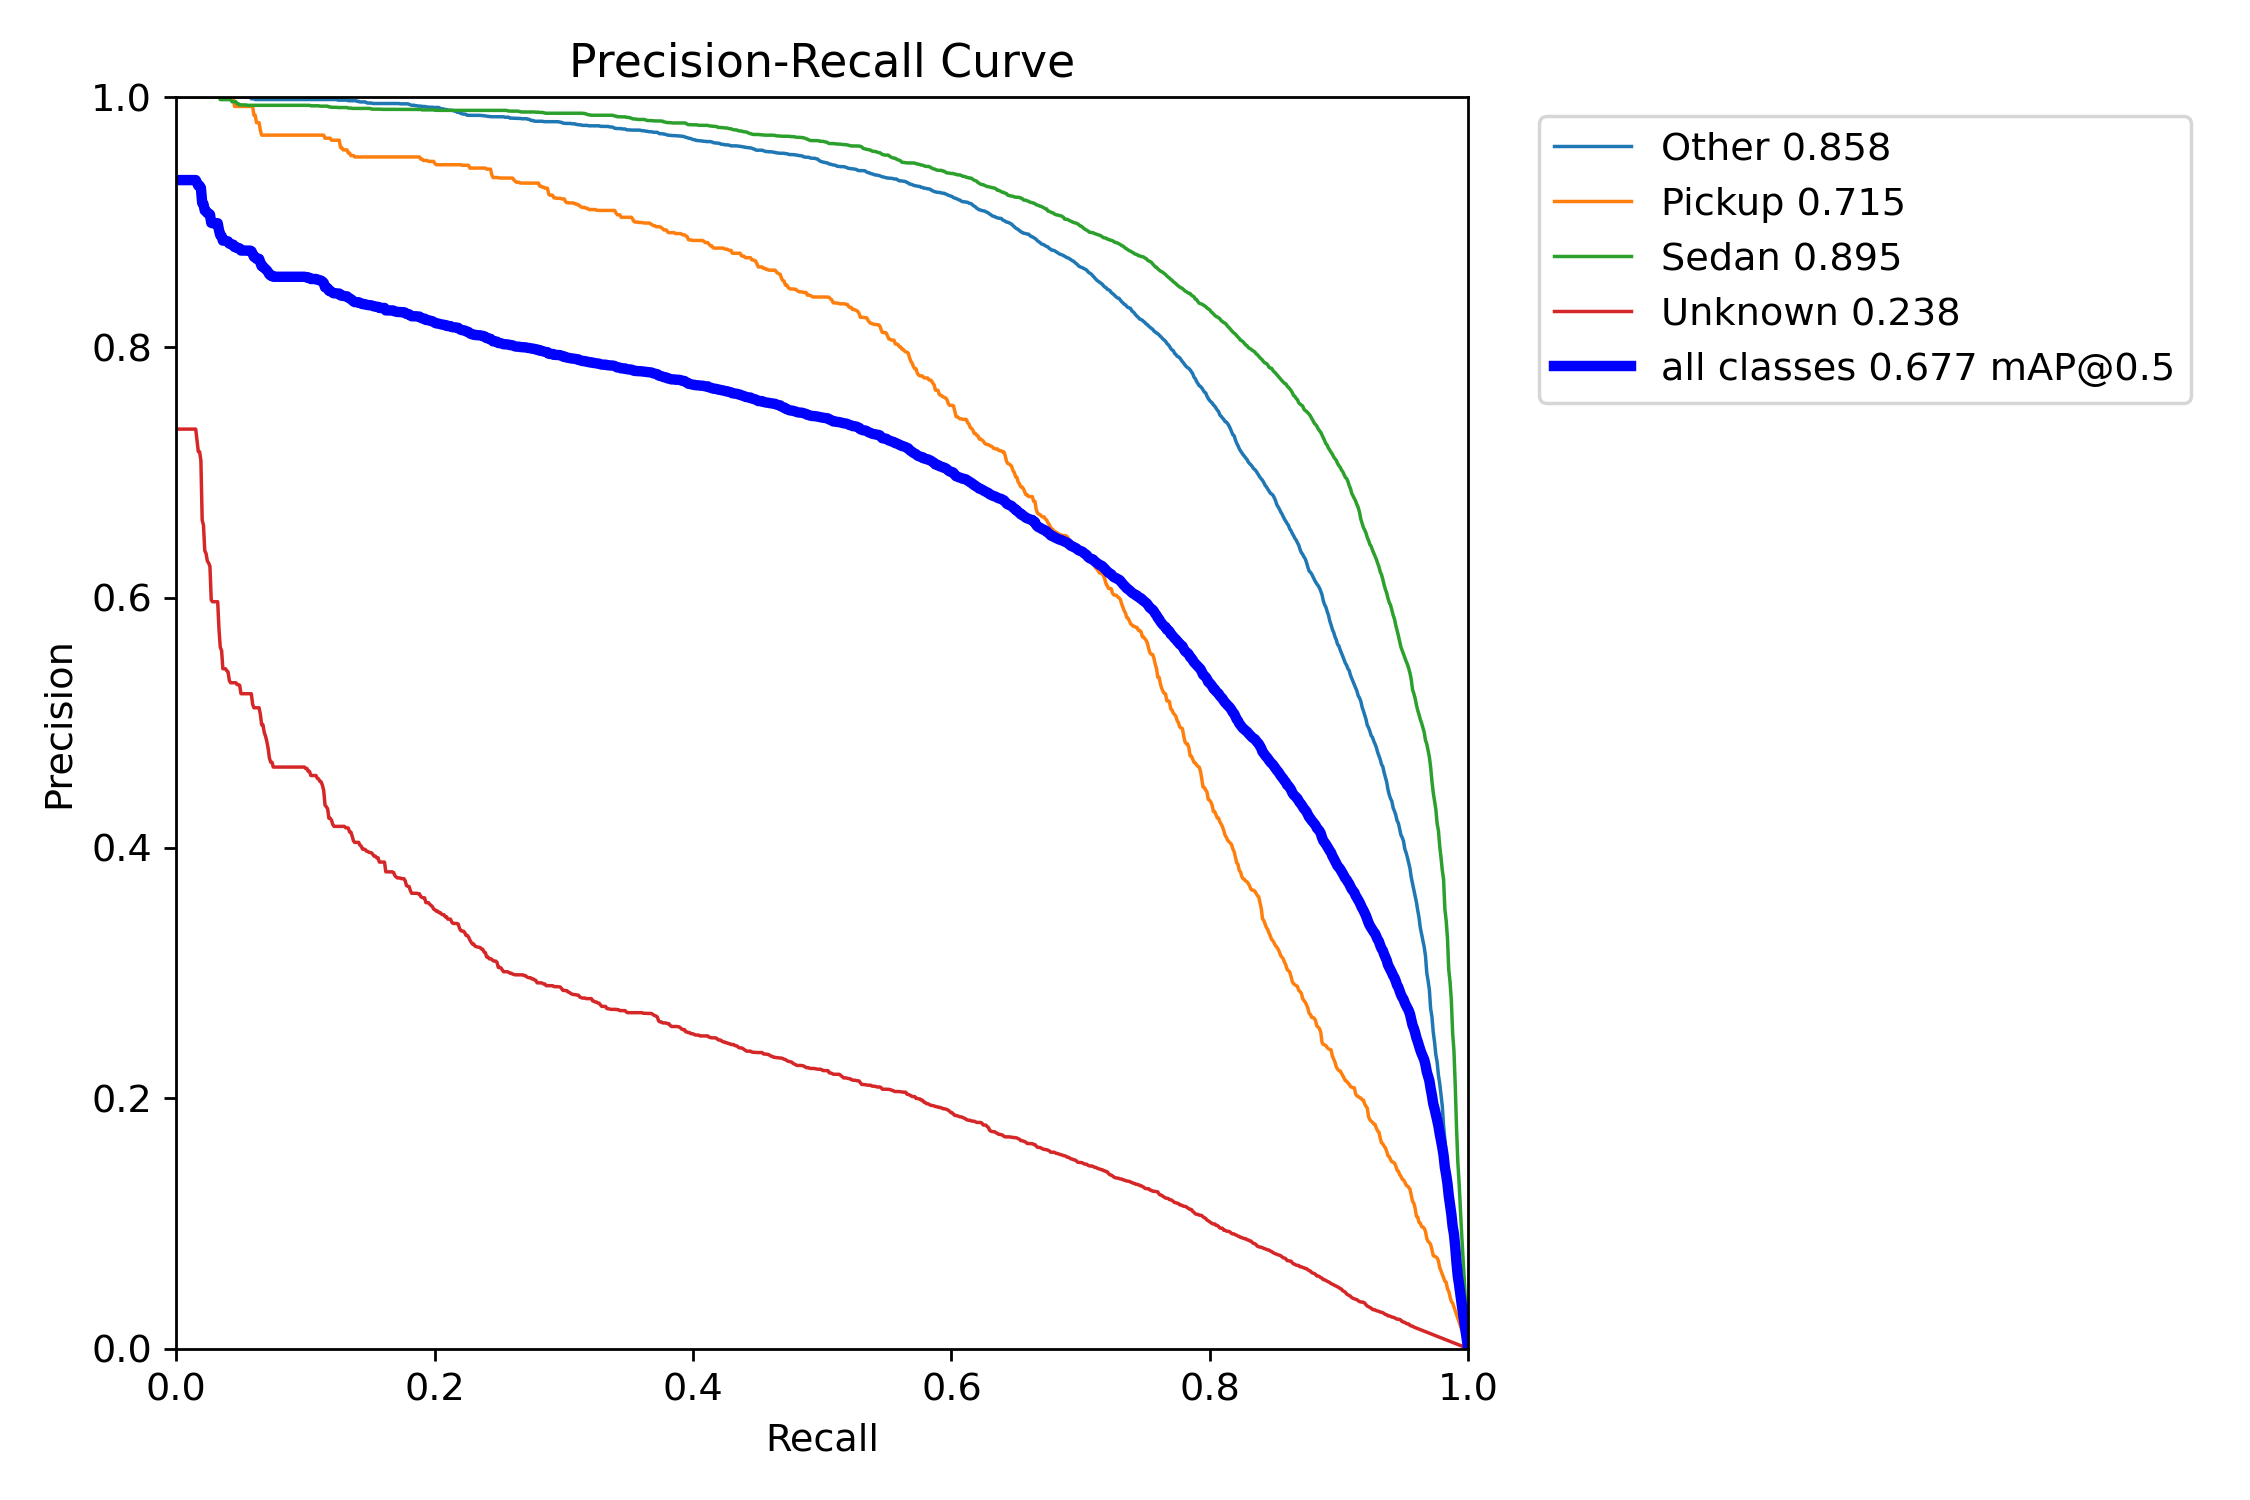 Precision-Recall Curve
1.0
0.8
0.6
0.4
0.2
0.0
Precision
0.0 0.2 0.4 0.6 0.8 1.0
Recall
Other 0.858
Pickup 0.715
Sedan 0.895
Unknown 0.238
all classes 0.677 mAP@0.5